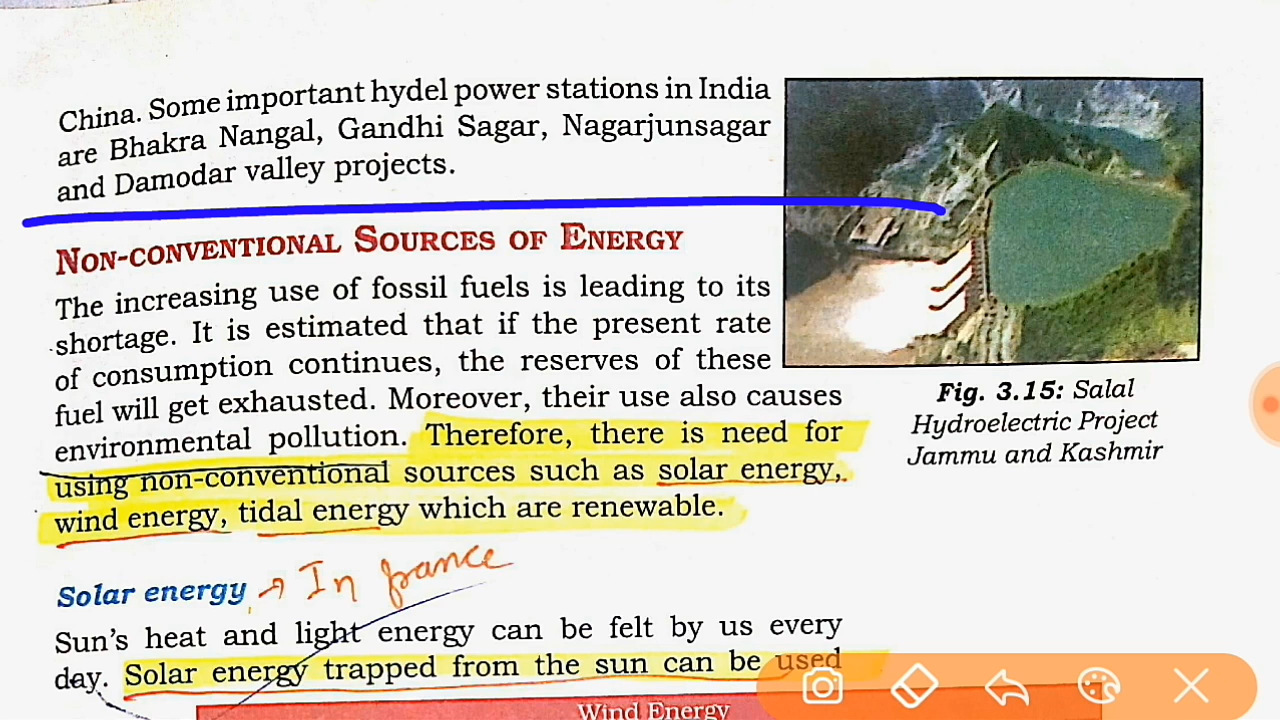 China. Some important hydel power stations in India
are Bhakra Nangal, Gandhi Sagar, Nagarjunsagar
and Damodar valley projects.
NON-CONVENTIONAL SOURCES OF ENERGY
The increasing use of fossil fuels is leading to its
shortage. It is estimated that if the present rate
of consumption continues, the reserves of these
fuel will get exhausted. Moreover, their use also causes
environmental pollution. Therefore, there is need for
using non-conventional sources such as solar energy,
wind energy, tidal energy which are renewable.
Fig. 3.15: Salal
Hydroelectric Project
Jammu and Kashmir
Solar energy → In france
Sun's heat and light energy can be felt by us every
day. Solar energy trapped from the sun can be used
Wind Energy